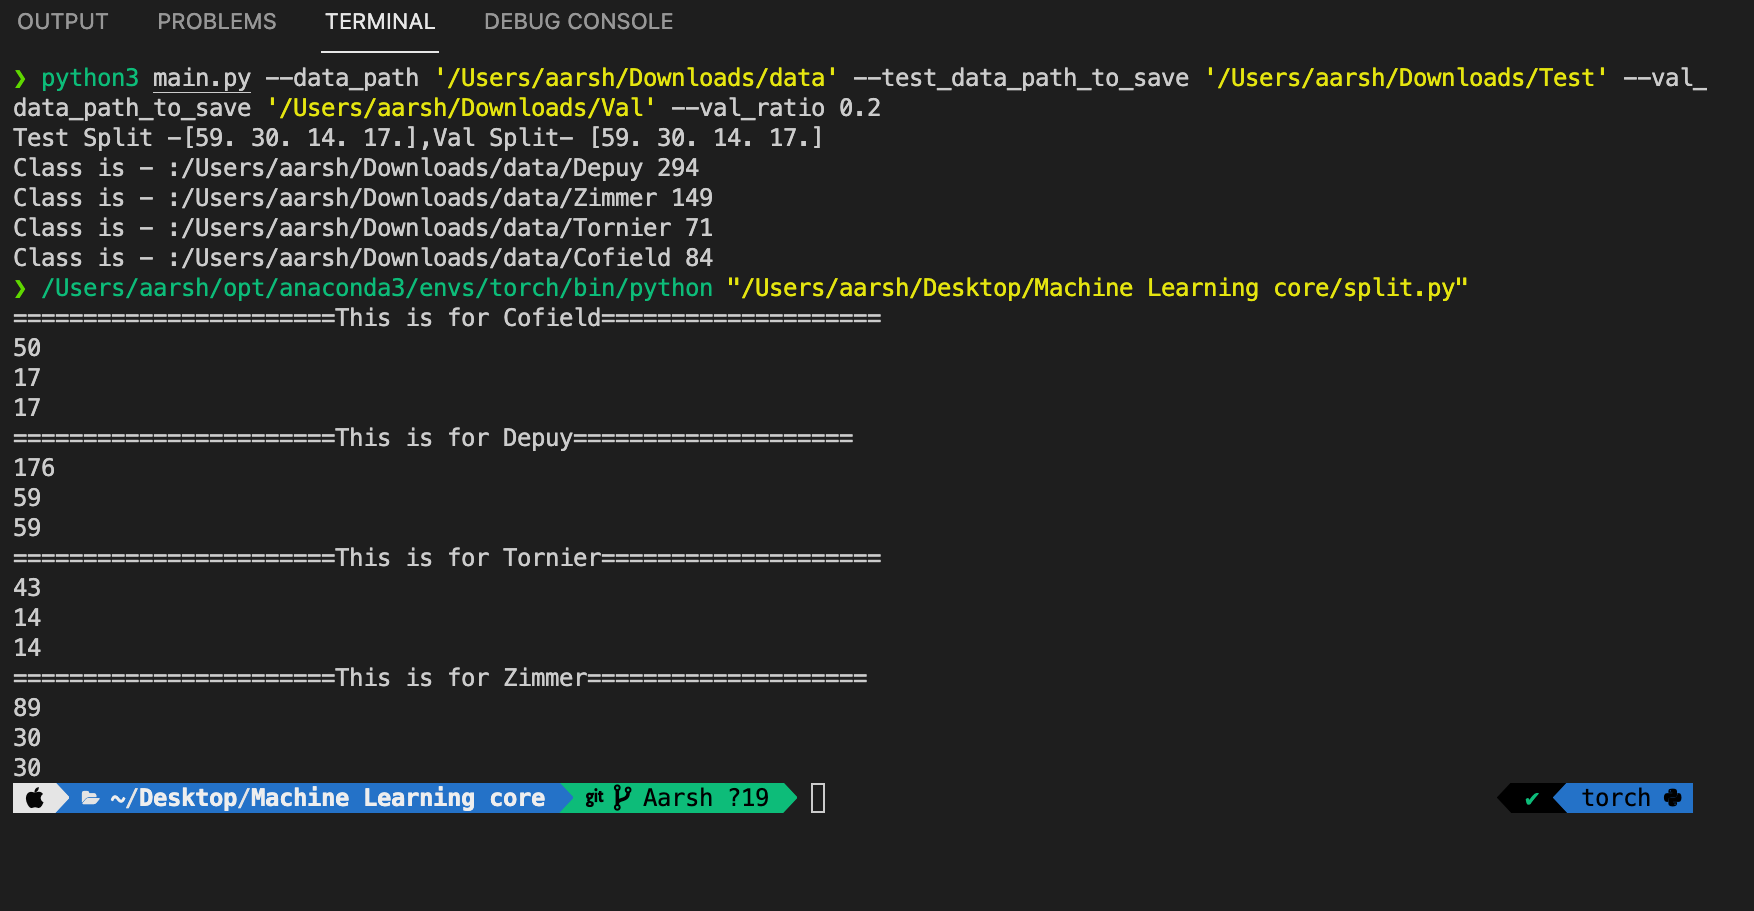 OUTPUT PROBLEMS TERMINAL DEBUG CONSOLE
❯ python3 main.py --data_path '/Users/aarsh/Downloads/data' --test_data_path_to_save '/Users/aarsh/Downloads/Test' --val_
data_path_to_save '/Users/aarsh/Downloads/Val' --val_ratio 0.2
Test Split -[59. 30. 14. 17.],Val Split- [59. 30. 14. 17.]
Class is - :/Users/aarsh/Downloads/data/Depuy 294
Class is - :/Users/aarsh/Downloads/data/Zimmer 149
Class is - :/Users/aarsh/Downloads/data/Tornier 71
Class is - :/Users/aarsh/Downloads/data/Cofield 84
❯ /Users/aarsh/opt/anaconda3/envs/torch/bin/python "/Users/aarsh/Desktop/Machine Learning core/split.py"
=======================This is for Cofield====================
50
17
17
=======================This is for Depuy====================
176
59
59
=======================This is for Tornier====================
43
14
14
=======================This is for Zimmer====================
89
30
30
~/Desktop/Machine Learning core git Aarsh ?19 ✔ torch